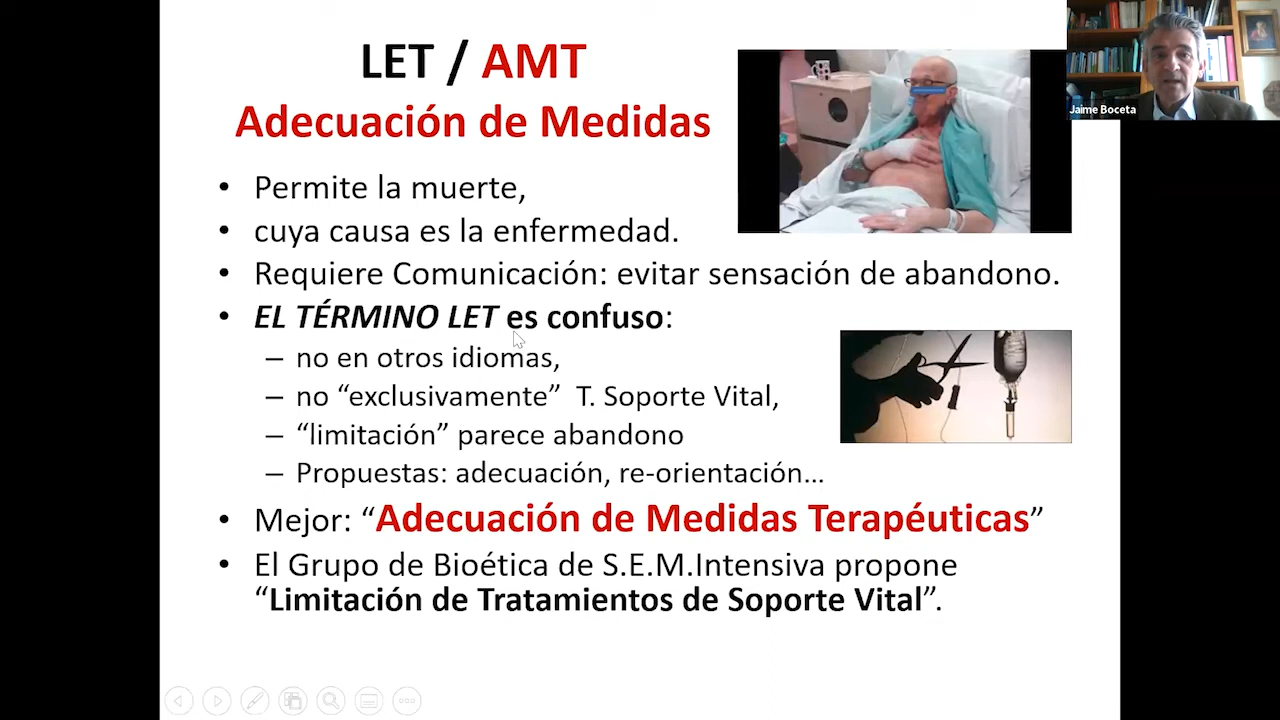 LET / AMT
Adecuación de Medidas
Jaime Boceta
• Permite la muerte,
• cuya causa es la enfermedad.
• Requiere Comunicación: evitar sensación de abandono.
• EL TÉRMINO LET es confuso:
– no en otros idiomas,
– no “exclusivamente” T. Soporte Vital,
– “limitación” parece abandono
– Propuestas: adecuación, re-orientación...
• Mejor: “Adecuación de Medidas Terapéuticas”
• El Grupo de Bioética de S.E.M.Intensiva propone
“Limitación de Tratamientos de Soporte Vital”.